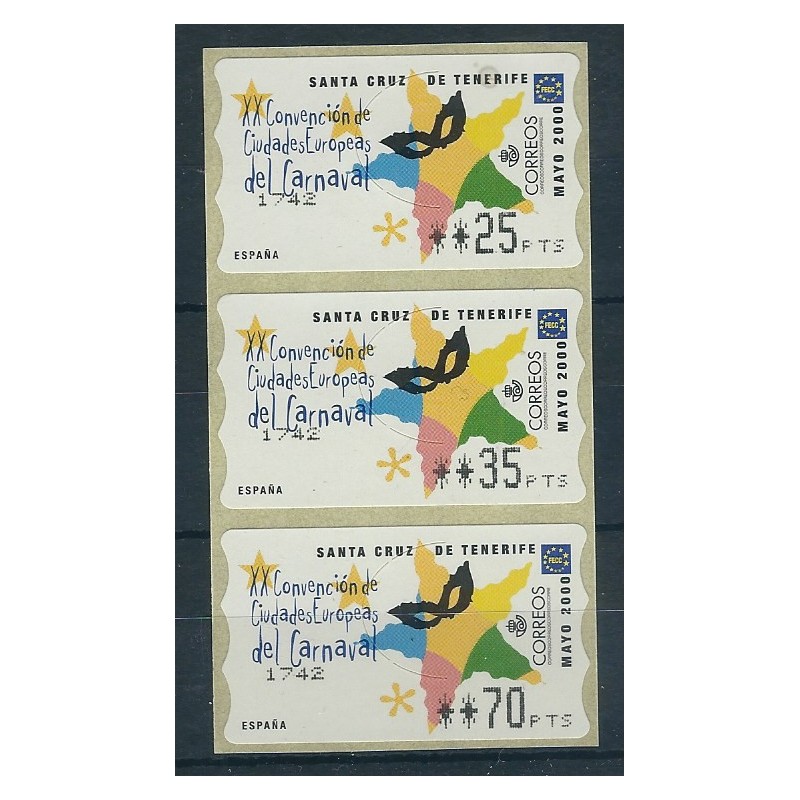 SANTA CRUZ DE TENERIFE
FECC
XX Convención de
Ciudades Europeas
del Carnaval
1742
CORREOS
MAYO 2000
**25 PTS
ESPAÑA
SANTA CRUZ DE TENERIFE
FECC
XX Convención de
Ciudades Europeas
del Carnaval
1742
CORREOS
MAYO 2000
**35 PTS
ESPAÑA
SANTA CRUZ DE TENERIFE
FECC
XX Convención de
Ciudades Europeas
del Carnaval
1742
CORREOS
MAYO 2000
**70 PTS
ESPAÑA